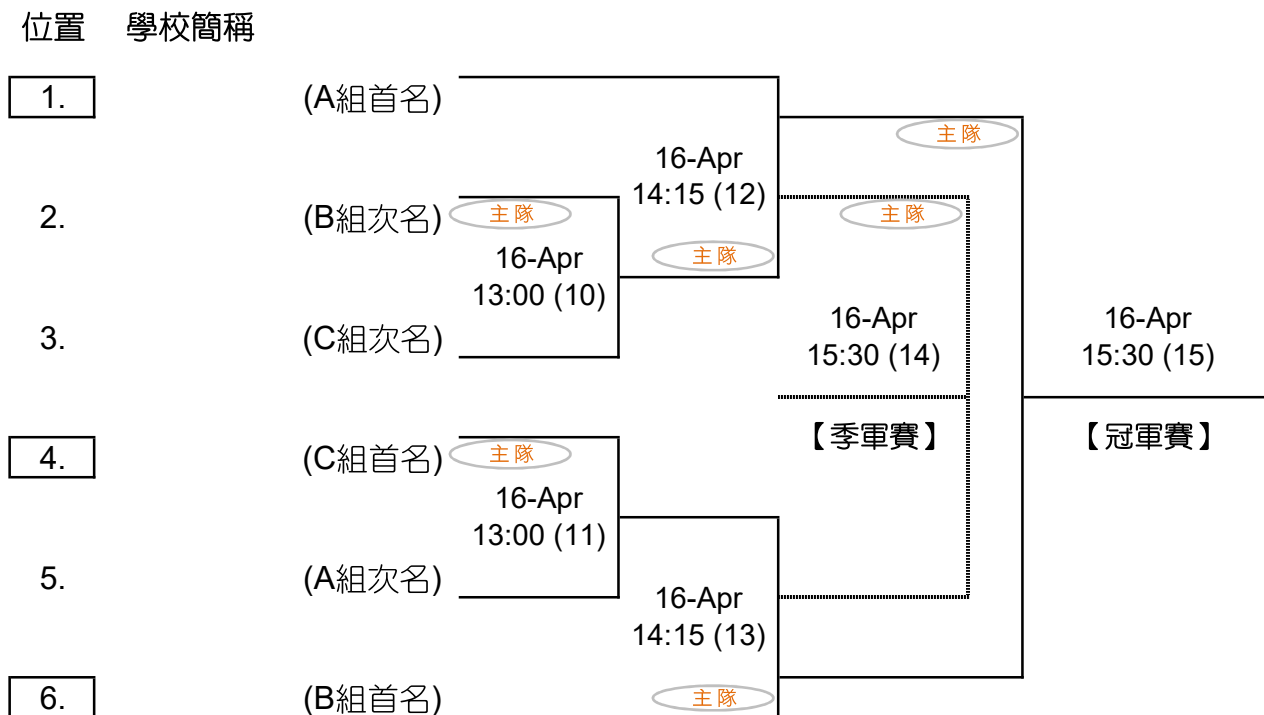 位置 學校簡稱
1. (A組首名)
主隊
16-Apr
14:15 (12)
2. (B組次名) 主隊
主隊
16-Apr
13:00 (10)
主隊
3. (C組次名)
16-Apr
15:30 (14)
16-Apr
15:30 (15)
【季軍賽】 【冠軍賽】
4. (C組首名) 主隊
16-Apr
13:00 (11)
5. (A組次名)
16-Apr
14:15 (13)
6. (B組首名) 主隊